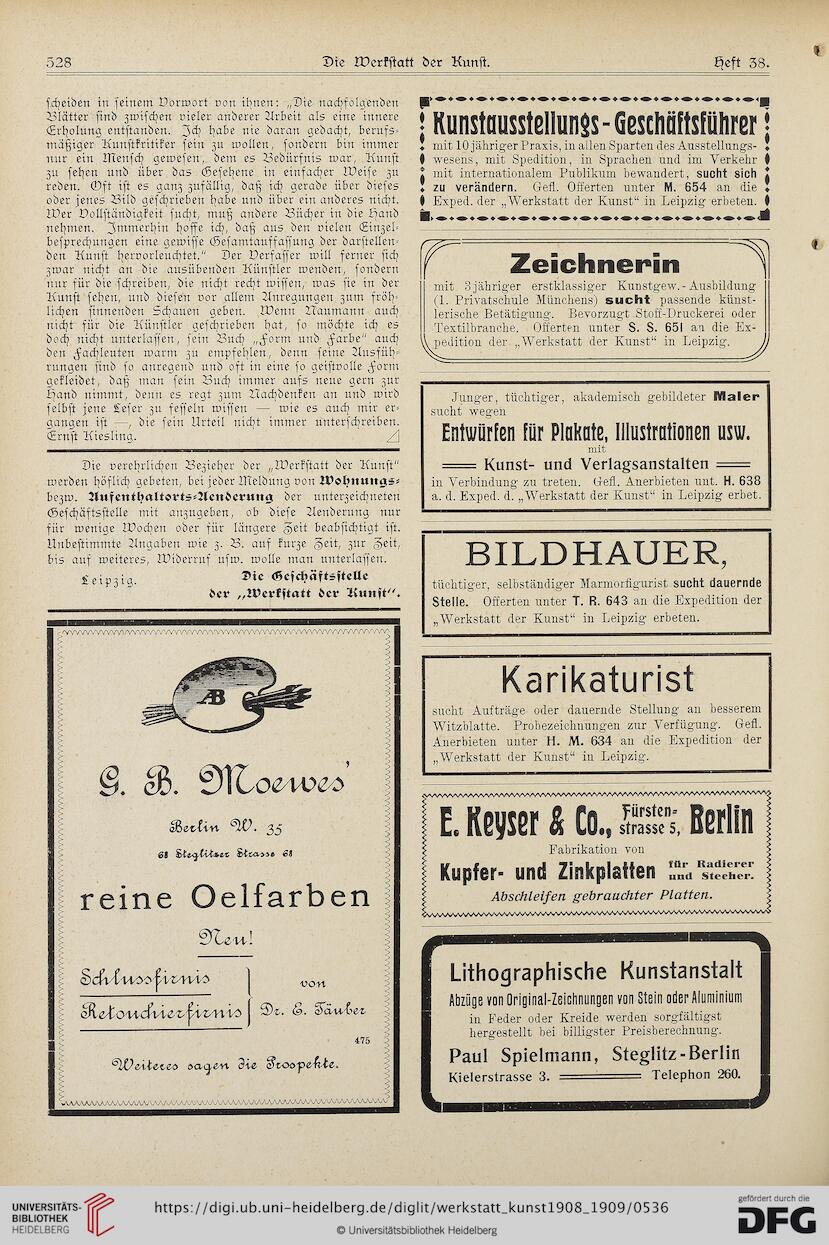 528
Die Werkstatt der Kunst.
Heft 38.
scheiden in seinem Vorwort von ihnen: „Die nachfolgenden
Blätter sind zwischen vieler anderer Arbeit als eine innere
Erholung entstanden. Ich habe nie daran gedacht, berufs-
mäßiger Kunstkritiker sein zu wollen, sondern bin immer
nur ein Mensch gewesen, dem es Bedürfnis war, Kunst
zu sehen und über das Gesehene in einfacher Weise zu
reden. Oft ist es ganz zufällig, daß ich gerade über dieses
oder jenes Bild geschrieben habe und über ein anderes nicht.
Wer Vollständigkeit sucht, muß andere Bücher in die Hand
nehmen. Immerhin hoffe ich, daß aus den vielen Einzel-
besprechungen eine gewisse Gesamtauffassung der darstellen-
den Kunst hervorleuchtet.“ Der Verfasser will ferner sich
zwar nicht an die ausübenden Künstler wenden, sondern
nur für die schreiben, die nicht recht wissen, was sie in der
Kunst sehen, und diesen vor allem Anregungen zum fröh-
lichen sinnenden Schauen geben. Wenn Naumann auch
nicht für die Künstler geschrieben hat, so möchte ich es
doch nicht unterlassen, sein Buch „Form und Farbe“ auch
den Fachleuten warm zu empfehlen, denn seine Ausfüh-
rungen sind so anregend und oft in eine so geistvolle Form
gekleidet, daß man sein Buch immer aufs neue gern zur
Hand nimmt, denn es regt zum Nachdenken an und wird
selbst jene Leser zu fesseln wissen — wie es auch mir er-
gangen ist —, die sein Urteil nicht immer unterschreiben.
Ernst Kiesling.
Die verehrlichen Bezieher der „Werkstatt der Kunst“
werden höflich gebeten, bei jeder Meldung von Wohnungs-
bezw. Aufenthaltorts-Aenderung der unterzeichneten
Geschäftsstelle mit anzugeben, ob diese Aenderung nur
für wenige Wochen oder für längere Zeit beabsichtigt ist.
Unbestimmte Angaben wie z. B. auf kurze Zeit, zur Zeit,
bis auf weiteres, Widerruf usw. wolle man unterlassen.
Leipzig. Die Geschäftsstelle
der „Werkstatt der Kunst“.
AB
G. B. Moewes'
Berlin W. 35
68 Steglitzer Strasse 68
reine Oelfarben
Neu!
Schlussfirnis
Retouchierfirnis
von
Dr. E. Täuber
475
Weiteres sagen die Prospekte.
Kunstausstellungs-Geschäftsführer
mit 10jähriger Praxis, in allen Sparten des Ausstellungs-
wesens, mit Spedition, in Sprachen und im Verkehr
mit internationalem Publikum bewandert, sucht sich
zu verändern. Gefl. Offerten unter M. 654 an die
Exped. der „Werkstatt der Kunst“ in Leipzig erbeten.
Zeichnerin
mit 3jähriger erstklassiger Kunstgew.-Ausbildung
(1. Privatschule Münchens) sucht passende künst-
lerische Betätigung. Bevorzugt Stoff-Druckerei oder
Textilbranche. Offerten unter S. S. 651 an die Ex-
pedition der „Werkstatt der Kunst“ in Leipzig.
Junger, tüchtiger, akademisch gebildeter Maler
sucht wegen
Entwürfen für Plakate, Illustrationen usw.
mit
Kunst- und Verlagsanstalten
in Verbindung zu treten. Gefl. Anerbieten unt. H. 638
a. d. Exped. d. „Werkstatt der Kunst“ in Leipzig erbet.
BILDHAUER,
tüchtiger, selbständiger Marmorfigurist sucht dauernde
Stelle. Offerten unter T. R. 643 an die Expedition der
„Werkstatt der Kunst“ in Leipzig erbeten.
Karikaturist
sucht Aufträge oder dauernde Stellung an besserem
Witzblatte. Probezeichnungen zur Verfügung. Gefl.
Anerbieten unter H. M. 634 an die Expedition der
„Werkstatt der Kunst“ in Leipzig.
E. Keyser & Co., Fürsten-strasse 5, Berlin
Fabrikation von
Kupfer- und Zinkplatten für Radierer und Stecher.
Abschleifen gebrauchter Platten.
Lithographische Kunstanstalt
Abzüge von Original-Zeichnungen von Stein oder Aluminium
in Feder oder Kreide werden sorgfältigst
hergestellt bei billigster Preisberechnung.
Paul Spielmann, Steglitz-Berlin
Kielerstrasse 3. Telephon 260.
UNIVERSITÄTS-
BIBLIOTHEK
HEIDELBERG
https://digi.ub.uni-heidelberg.de/diglit/werkstatt_kunst1908_1909/0536
© Universitätsbibliothek Heidelberg
gefördert durch die
DFG